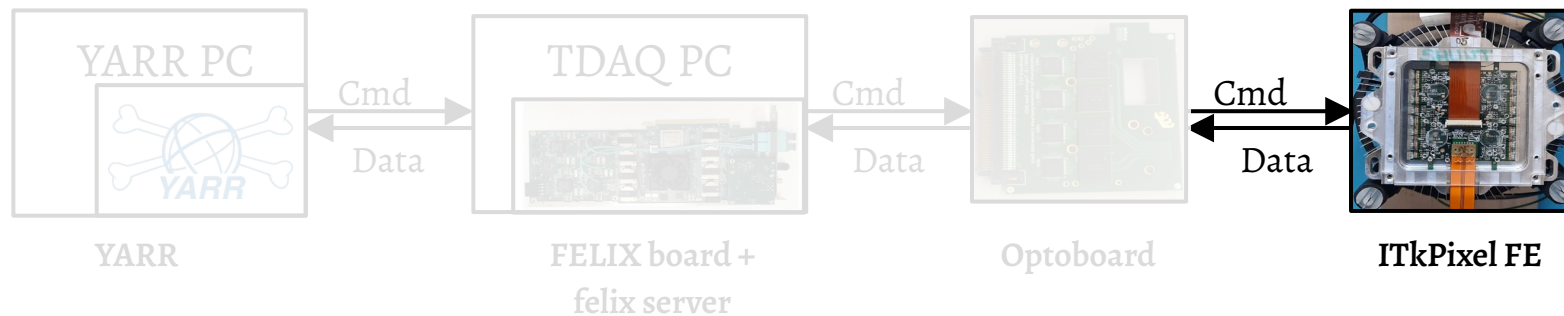 YARR PC
YARR
YARR
Cmd
Data
TDAQ PC
FELIX board +
felix server
Cmd
Data
Optoboard
Cmd
Data
ITkPixel FE